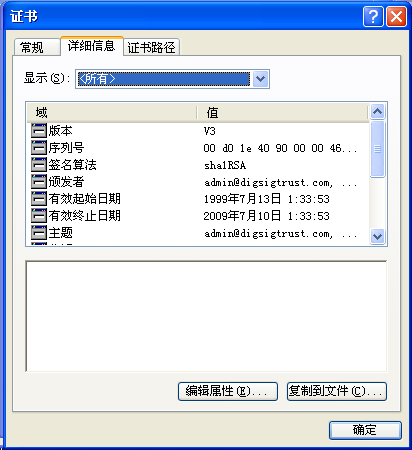 证书
常规 详细信息 证书路径
显示(S): <所有>
域 值
版本 V3
序列号 00 d0 1e 40 90 00 00 46...
签名算法 sha1RSA
颁发者 admin@digsigtrust.com, ...
有效起始日期 1999年7月13日 1:33:53
有效终止日期 2009年7月10日 1:33:53
主题 admin@digsigtrust.com, ...
编辑属性(E)... 复制到文件(C)...
确定